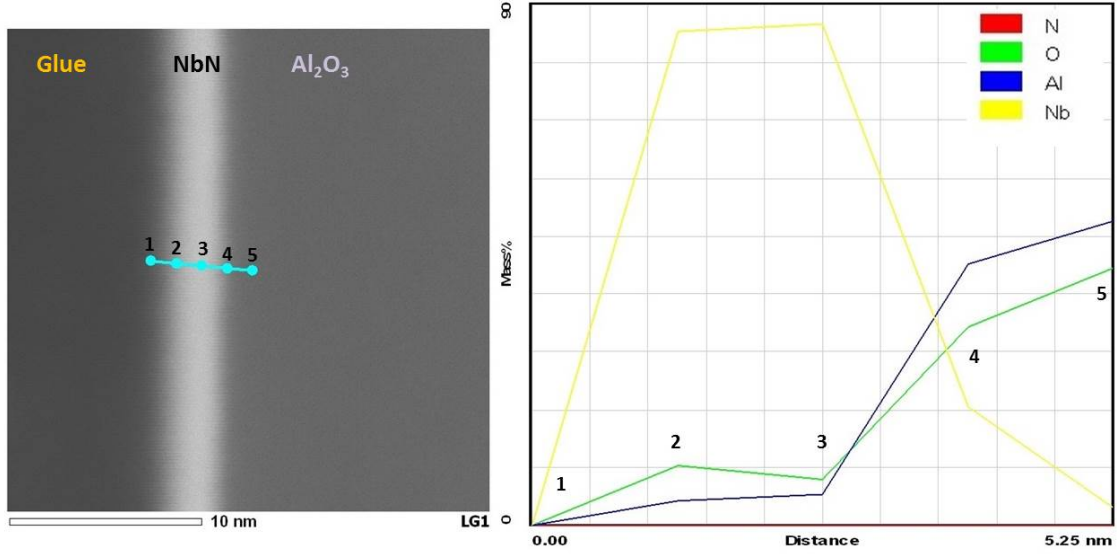 Glue NbN Al₂O₃
1 2 3 4 5
10 nm LG1
90
Mass%
0
N
O
Al
Nb
1
2
3
4
5
0.00 Distance 5.25 nm